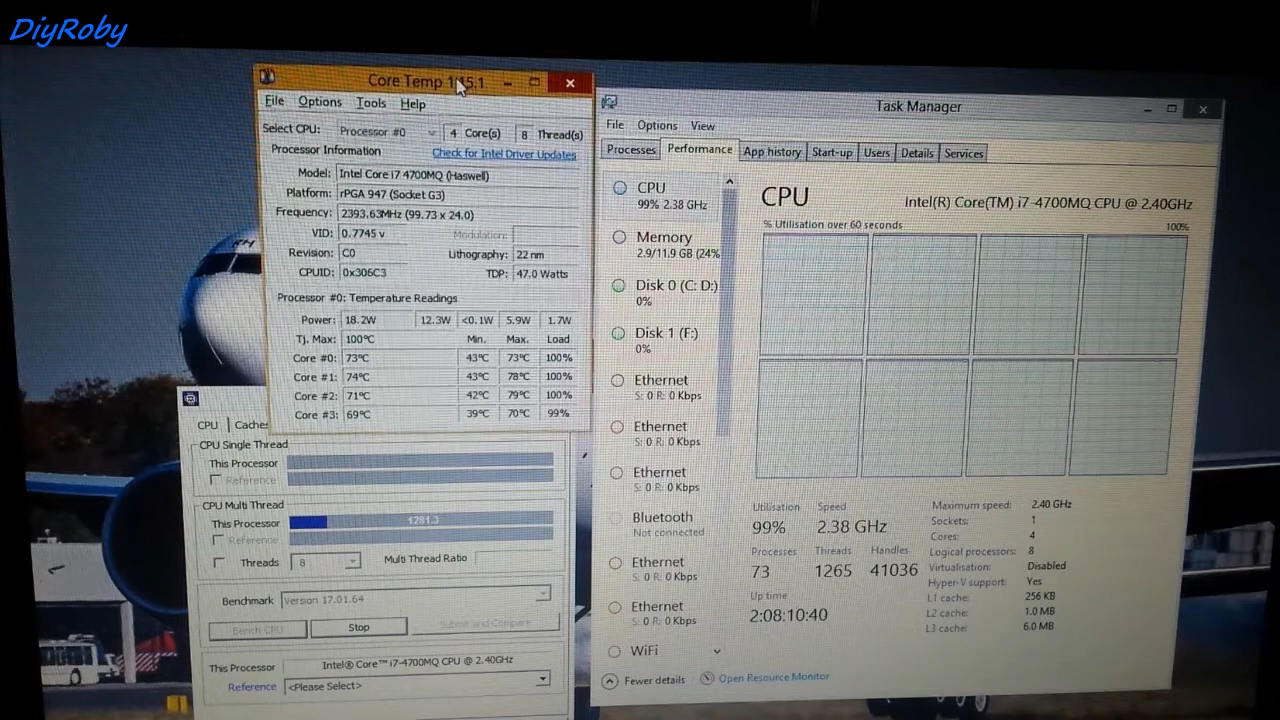 DiyRoby
Core Temp 1.15.1
File Options Tools Help
Select CPU: Processor #0 4 Core(s) 8 Thread(s)
Processor Information Check for Intel Driver Updates
Model: Intel Core i7 4700MQ (Haswell)
Platform: rPGA 947 (Socket G3)
Frequency: 2393.63MHz (99.73 x 24.0)
VID: 0.7745 v Modulation:
Revision: C0 Lithography: 22 nm
CPUID: 0x306C3 TDP: 47.0 Watts
Processor #0: Temperature Readings
Power: 18.2W 12.3W <0.1W 5.9W 1.7W
Tj. Max: 100°C Min. Max. Load
Core #0: 73°C 43°C 73°C 100%
Core #1: 74°C 43°C 78°C 100%
Core #2: 71°C 42°C 79°C 100%
Core #3: 69°C 39°C 70°C 99%
CPU Caches
CPU Single Thread
This Processor
Reference
CPU Multi Thread
This Processor 1281.3
Reference
Threads 8 Multi Thread Ratio
Benchmark Version 17.01.64
Bench CPU Stop Submit and Compare
This Processor Intel® Core™ i7-4700MQ CPU @ 2.40GHz
Reference <Please Select>
Task Manager
File Options View
Processes Performance App history Start-up Users Details Services
CPU
99% 2.38 GHz
Memory
2.9/11.9 GB (24%
Disk 0 (C: D:)
0%
Disk 1 (F:)
0%
Ethernet
S: 0 R: 0 Kbps
Ethernet
S: 0 R: 0 Kbps
Ethernet
S: 0 R: 0 Kbps
Bluetooth
Not connected
Ethernet
S: 0 R: 0 Kbps
Ethernet
S: 0 R: 0 Kbps
WiFi
CPU Intel(R) Core(TM) i7-4700MQ CPU @ 2.40GHz
% Utilisation over 60 seconds 100%
Utilisation Speed
99% 2.38 GHz
Processes Threads Handles
73 1265 41036
Up time
2:08:10:40
Maximum speed: 2.40 GHz
Sockets: 1
Cores: 4
Logical processors: 8
Virtualisation: Disabled
Hyper-V support: Yes
L1 cache: 256 KB
L2 cache: 1.0 MB
L3 cache: 6.0 MB
Fewer details Open Resource Monitor